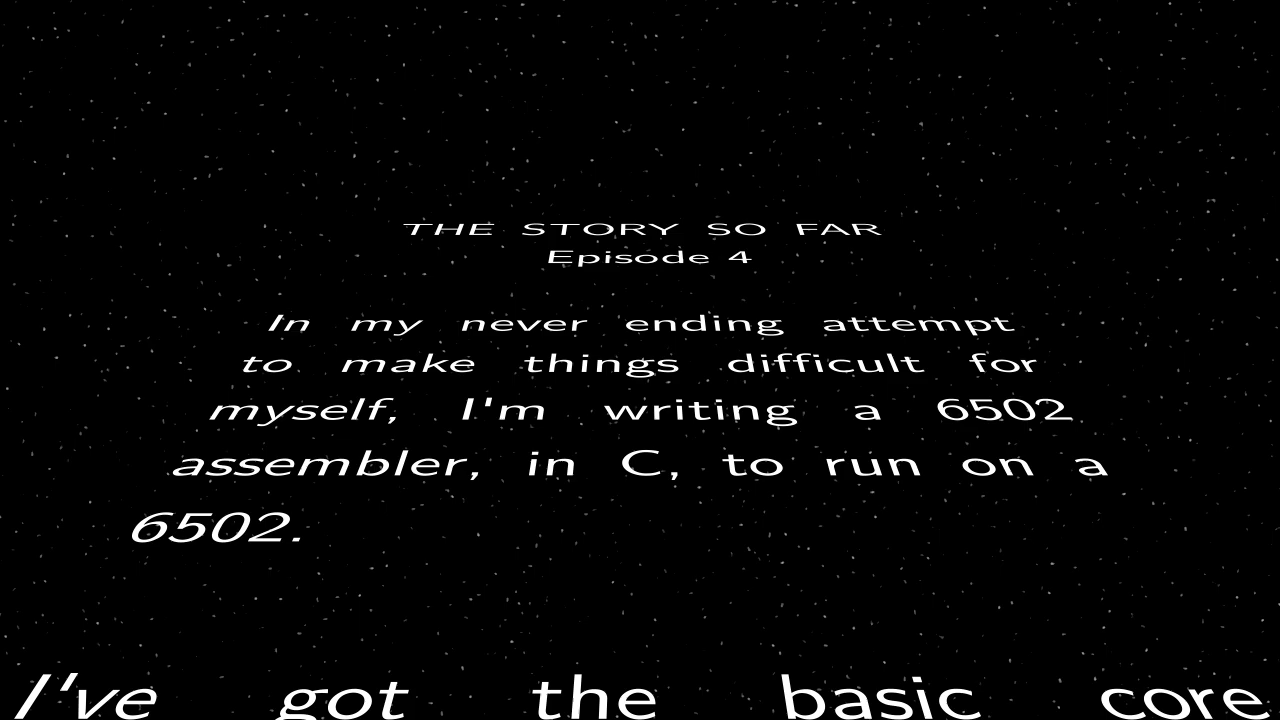 THE STORY SO FAR
Episode 4
In my never ending attempt
to make things difficult for
myself, I'm writing a 6502
assembler, in C, to run on a
6502.
I've got the basic core